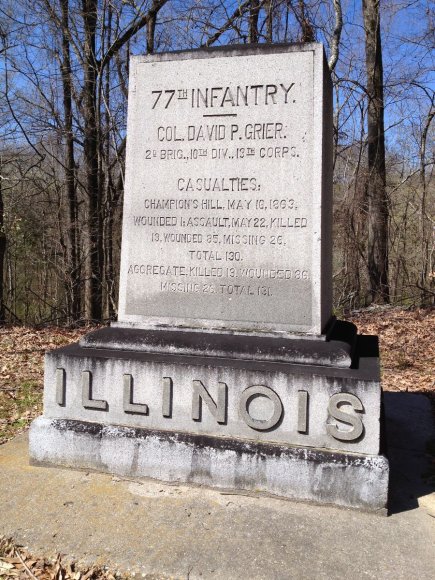 77TH INFANTRY.
COL. DAVID P. GRIER.
2D BRIG., 10TH DIV., 13TH CORPS.
CASUALTIES:
CHAMPION'S HILL, MAY 16, 1863,
WOUNDED 1; ASSAULT, MAY 22, KILLED
19, WOUNDED 85, MISSING 26,
TOTAL 130.
AGGREGATE, KILLED 19, WOUNDED 86,
MISSING 26, TOTAL 131.
ILLINOIS